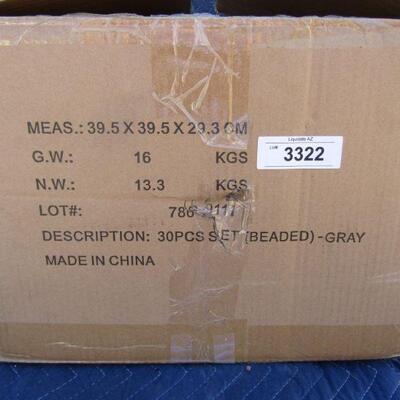 MEAS.: 39.5 X 39.5 X 29.3 CM
Liquidate AZ
Lot# 3322
G.W.: 16 KGS
N.W.: 13.3 KGS
LOT#:
DESCRIPTION: 30PCS SET (BEADED) -GRAY
MADE IN CHINA